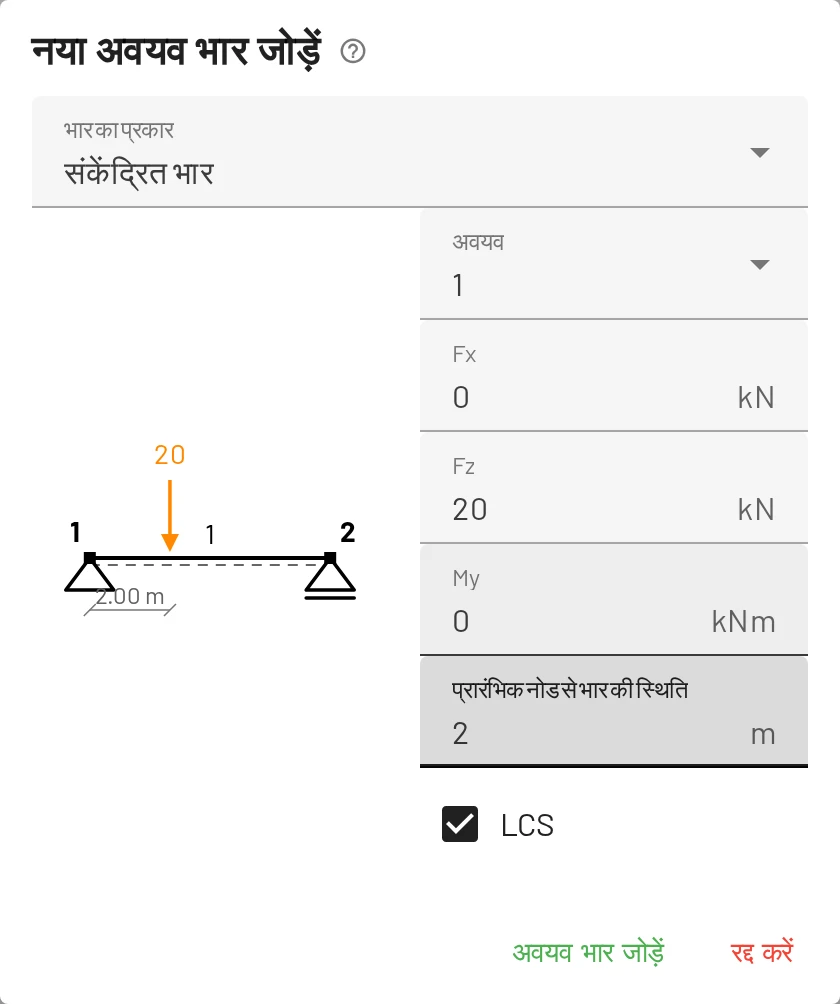 नया अवयव भार जोड़ें ?
भार का प्रकार
संकेंद्रित भार
अवयव
1
Fx
0 kN
20
Fz
20 kN
1 1 2
My
2.00 m
0 kNm
प्रारंभिक नोड से भार की स्थिति
2 m
LCS
अवयव भार जोड़ें रद्द करें